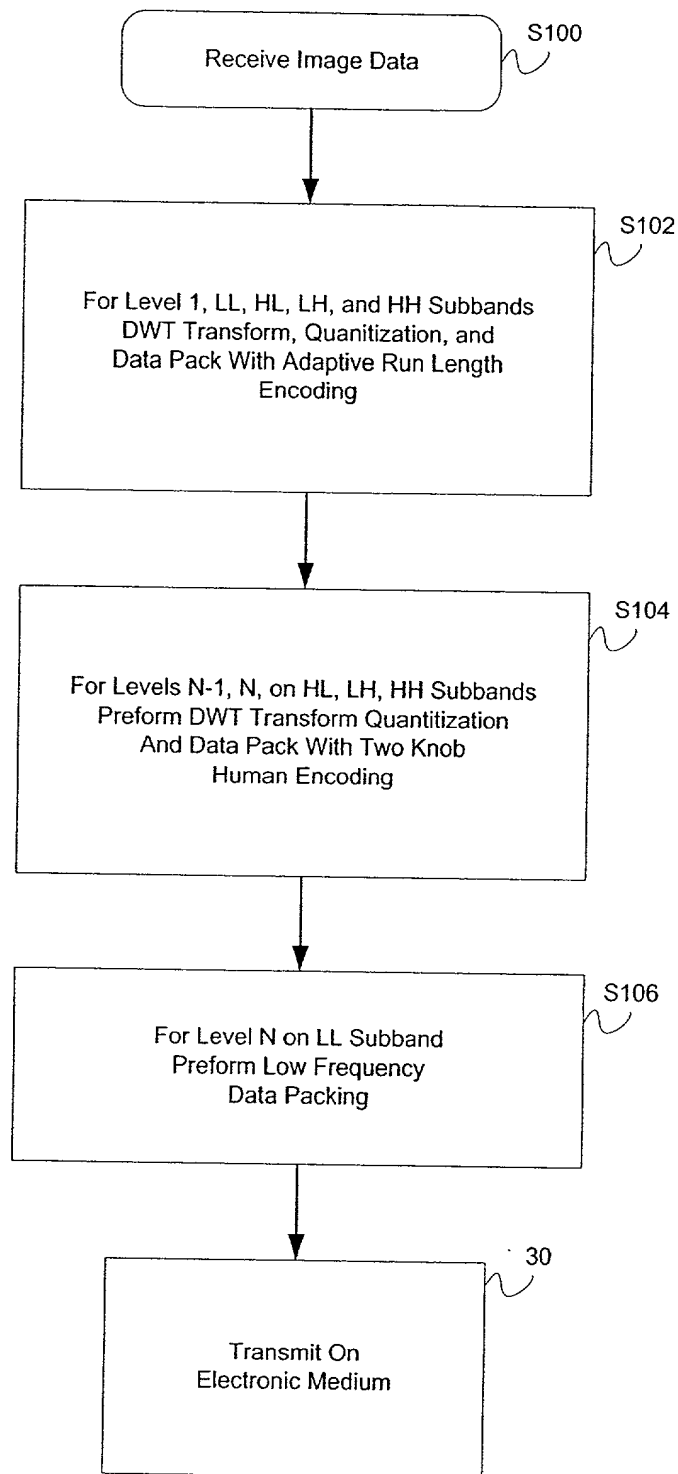 Receive Image Data
S100
S102
For Level 1, LL, HL, LH, and HH Subbands
DWT Transform, Quanitization, and
Data Pack With Adaptive Run Length
Encoding
S104
For Levels N-1, N, on HL, LH, HH Subbands
Preform DWT Transform Quantitization
And Data Pack With Two Knob
Human Encoding
S106
For Level N on LL Subband
Preform Low Frequency
Data Packing
30
Transmit On
Electronic Medium